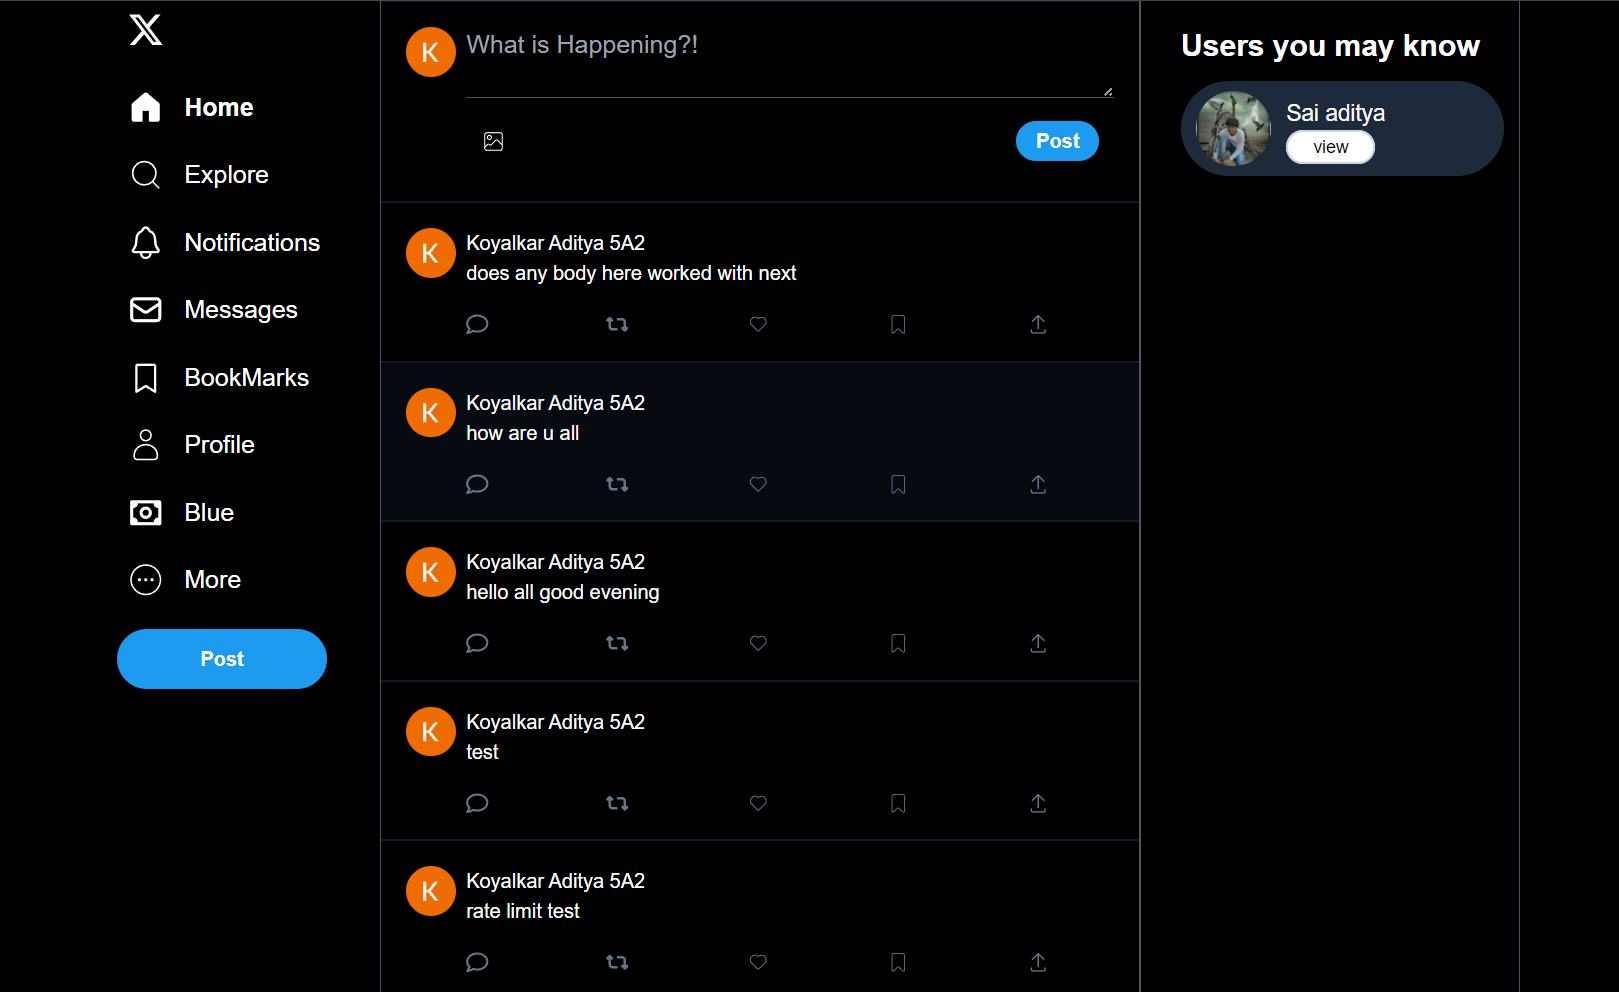 Home
Explore
Notifications
Messages
BookMarks
Profile
Blue
More
Post
K
What is Happening?!
Post
K
Koyalkar Aditya 5A2
does any body here worked with next
K
Koyalkar Aditya 5A2
how are u all
K
Koyalkar Aditya 5A2
hello all good evening
K
Koyalkar Aditya 5A2
test
K
Koyalkar Aditya 5A2
rate limit test
Users you may know
Sai aditya
view